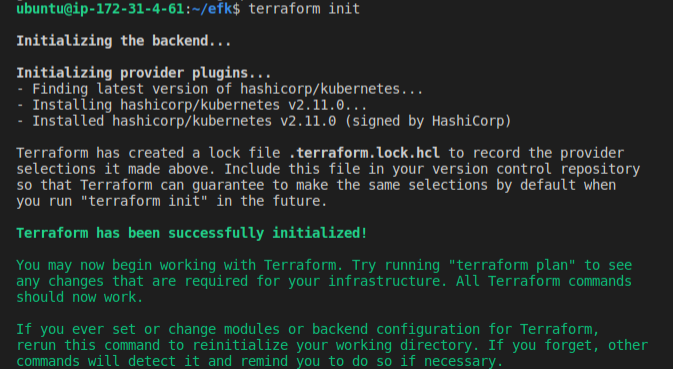 ubuntu@ip-172-31-4-61:~/efk$ terraform init
Initializing the backend...
Initializing provider plugins...
- Finding latest version of hashicorp/kubernetes...
- Installing hashicorp/kubernetes v2.11.0...
- Installed hashicorp/kubernetes v2.11.0 (signed by HashiCorp)
Terraform has created a lock file .terraform.lock.hcl to record the provider
selections it made above. Include this file in your version control repository
so that Terraform can guarantee to make the same selections by default when
you run "terraform init" in the future.
Terraform has been successfully initialized!
You may now begin working with Terraform. Try running "terraform plan" to see
any changes that are required for your infrastructure. All Terraform commands
should now work.
If you ever set or change modules or backend configuration for Terraform,
rerun this command to reinitialize your working directory. If you forget, other
commands will detect it and remind you to do so if necessary.